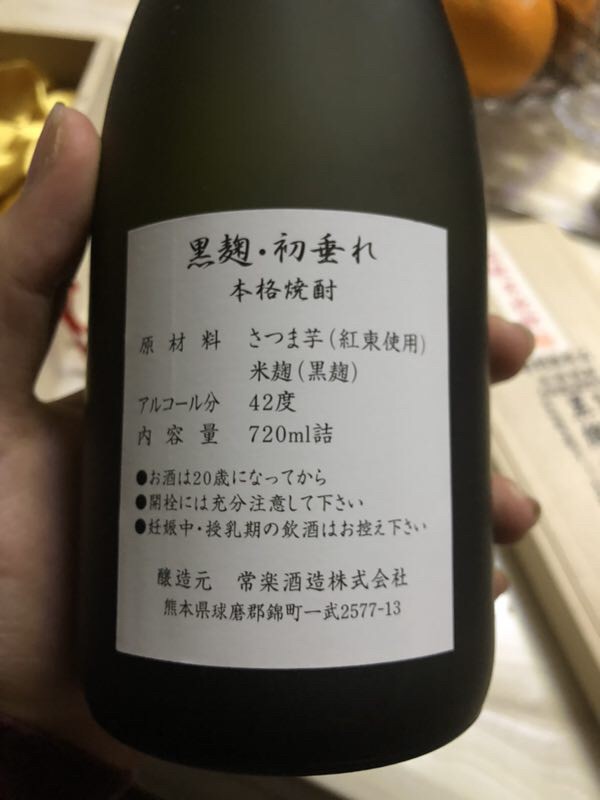 黒麹・初垂れ
本格焼酎
原材料 さつま芋(紅東使用)
米麹(黒麹)
アルコール分 42度
内容量 720ml詰
●お酒は20歳になってから
●開栓には充分注意して下さい
●妊娠中・授乳期の飲酒はお控え下さい
醸造元 常楽酒造株式会社
熊本県球磨郡錦町一武2577-13